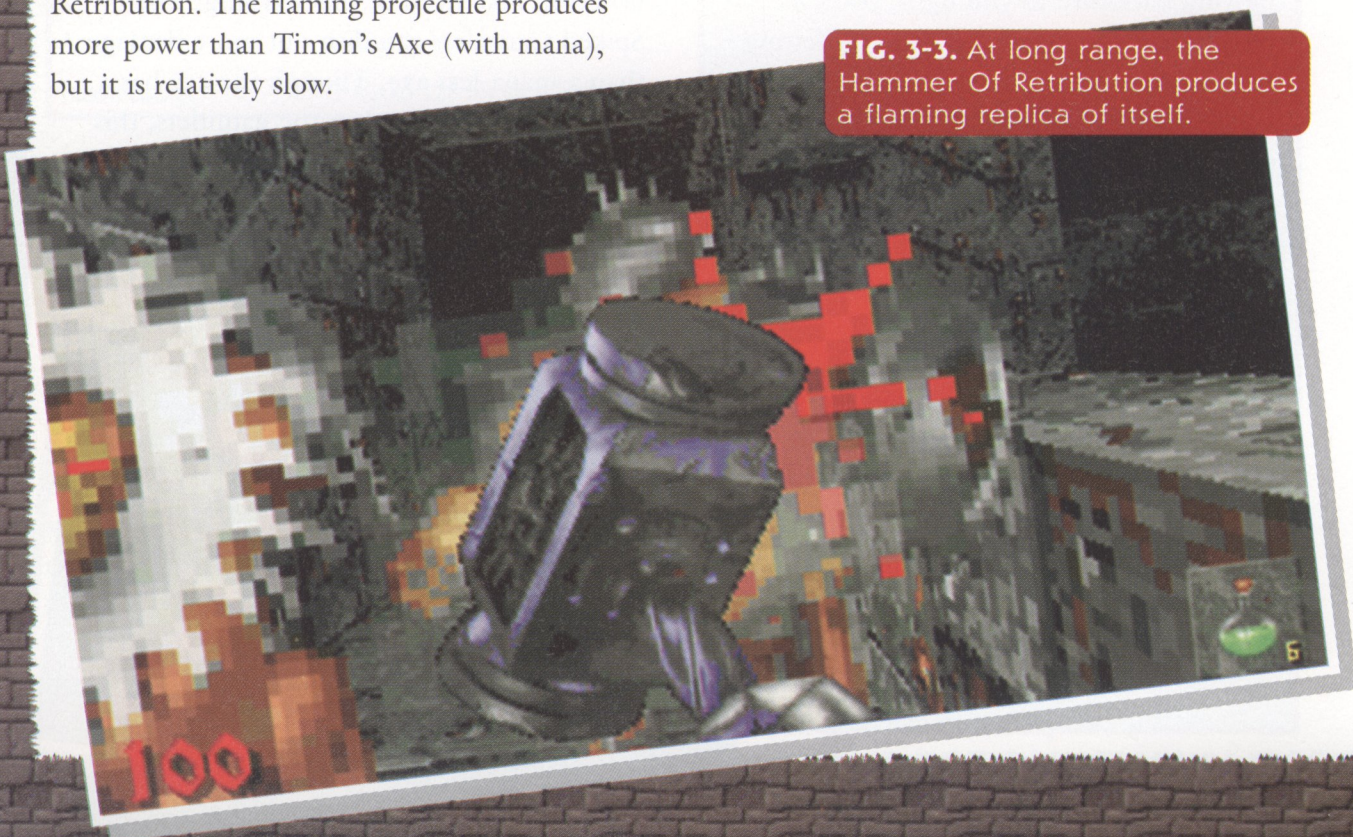 Retribution. The flaming projectile produces
more power than Timon's Axe (with mana),
but it is relatively slow.
FIG. 3-3. At long range, the
Hammer Of Retribution produces
a flaming replica of itself.
100
6